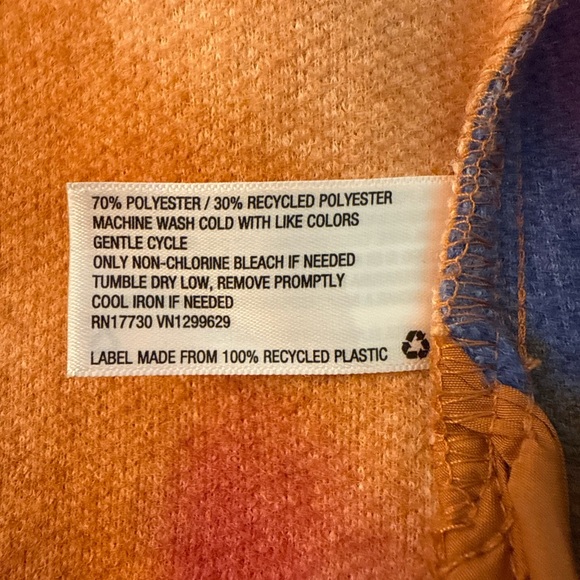 70% POLYESTER / 30% RECYCLED POLYESTER
MACHINE WASH COLD WITH LIKE COLORS
GENTLE CYCLE
ONLY NON-CHLORINE BLEACH IF NEEDED
TUMBLE DRY LOW, REMOVE PROMPTLY
COOL IRON IF NEEDED
RN17730 VN1299629
LABEL MADE FROM 100% RECYCLED PLASTIC